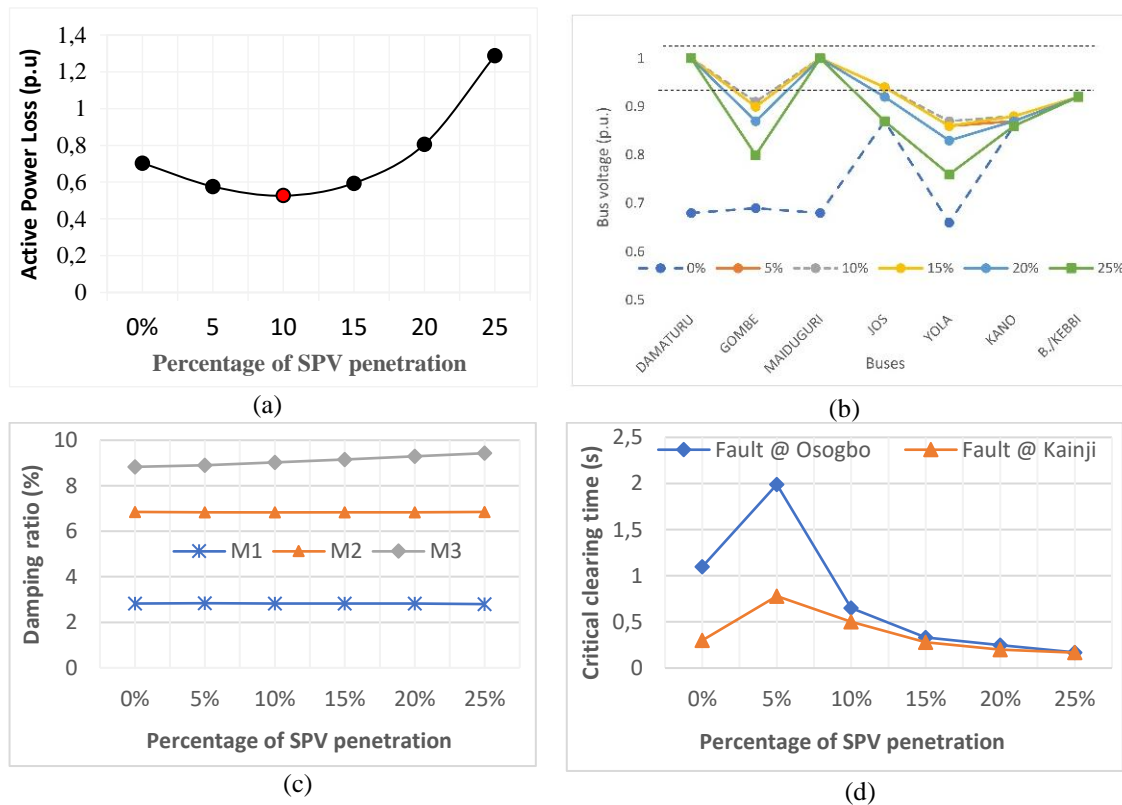 Active Power Loss (p.u)
1,4
1,2
1
0,8
0,6
0,4
0,2
0
0% 5 10 15 20 25
Percentage of SPV penetration
(a)
Bus voltage (p.u.)
1
0.9
0.8
0.7
0.6
0.5
0% 5% 10% 15% 20% 25%
DAMATURU GOMBE MAIDUGURI JOS YOLA KANO B./KEBBI
Buses
(b)
Damping ratio (%)
10
8
6
4
2
0
M1 M2 M3
0% 5% 10% 15% 20% 25%
Percentage of SPV penetration
(c)
Critical clearing time (s)
2,5
2
1,5
1
0,5
0
Fault @ Osogbo Fault @ Kainji
0% 5% 10% 15% 20% 25%
Percentage of SPV penetration
(d)